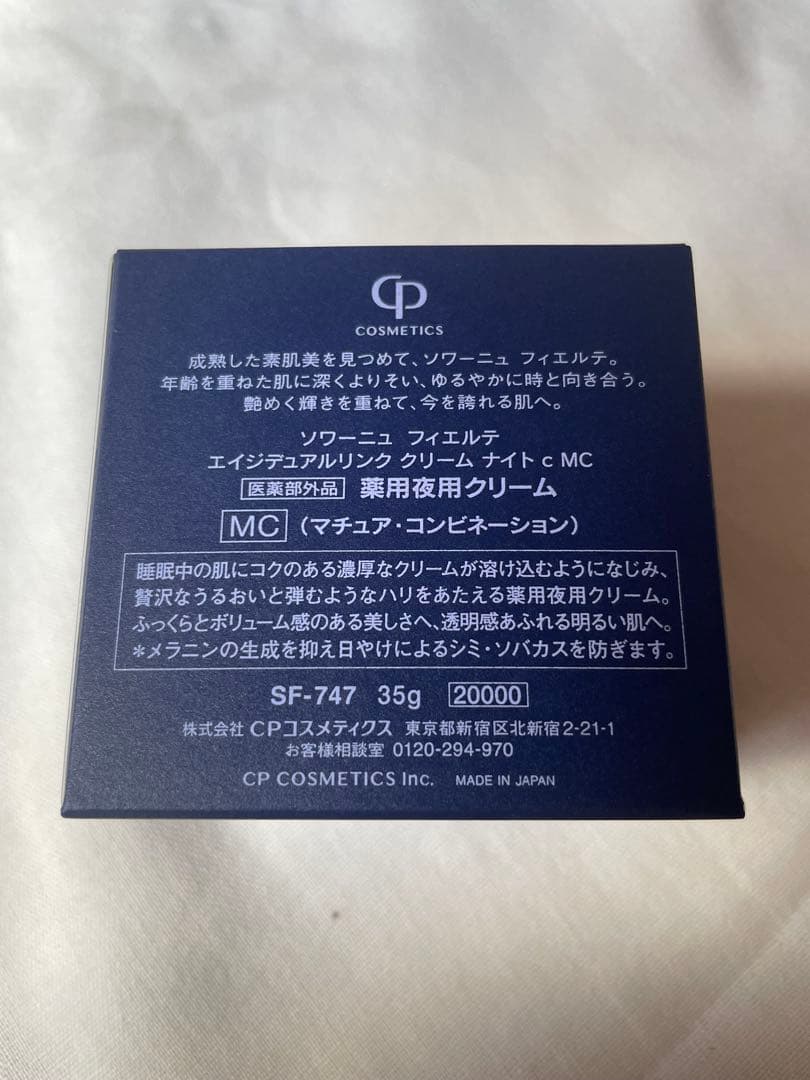 CP
COSMETICS
成熟した素肌美を見つめて、ソワーニュ フィエルテ。
年齢を重ねた肌に深くよりそい、ゆるやかに時と向き合う。
艶めく輝きを重ねて、今を誇れる肌へ。
ソワーニュ フィエルテ
エイジデュアルリンク クリーム ナイト c MC
医薬部外品 薬用夜用クリーム
MC (マチュア・コンビネーション)
睡眠中の肌にコクのある濃厚なクリームが溶け込むようになじみ、
贅沢なうるおいと弾むようなハリをあたえる薬用夜用クリーム。
ふっくらとボリューム感のある美しさへ、透明感あふれる明るい肌へ。
*メラニンの生成を抑え日やけによるシミ・ソバカスを防ぎます。
SF-747 35g 20000
株式会社 CPコスメティクス 東京都新宿区北新宿2-21-1
お客様相談室 0120-294-970
CP COSMETICS Inc. MADE IN JAPAN